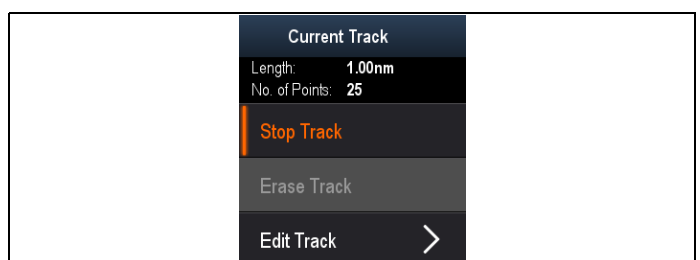 Current Track
Length: 1.00nm
No. of Points: 25
Stop Track
Erase Track
Edit Track